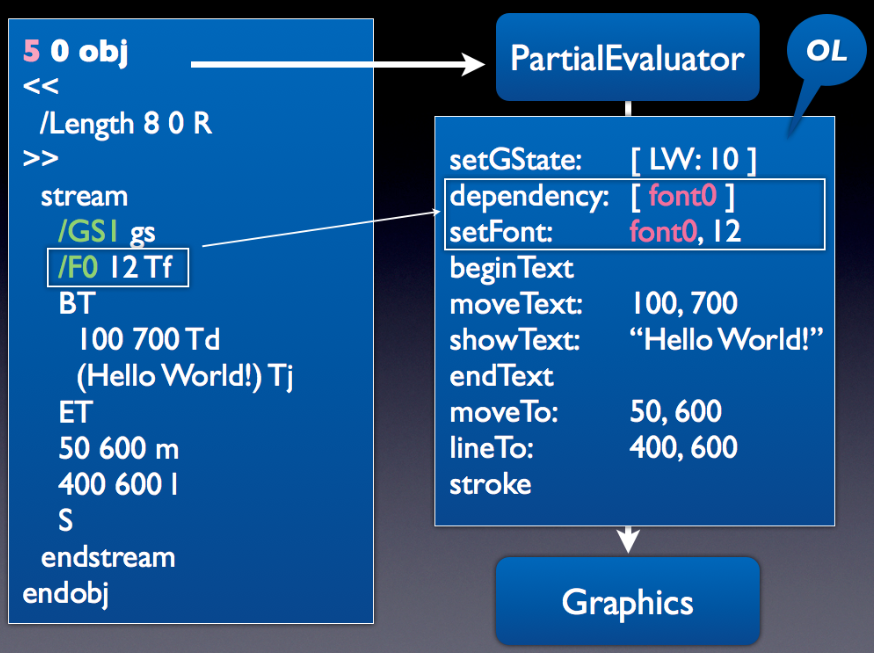 5 0 obj
<<
/Length 8 0 R
>>
stream
/GS1 gs
/F0 12 Tf
BT
100 700 Td
(Hello World!) Tj
ET
50 600 m
400 600 l
S
endstream
endobj
PartialEvaluator
OL
setGState: [ LW: 10 ]
dependency: [ font0 ]
setFont: font0, 12
beginText
moveText: 100, 700
showText: “Hello World!”
endText
moveTo: 50, 600
lineTo: 400, 600
stroke
Graphics